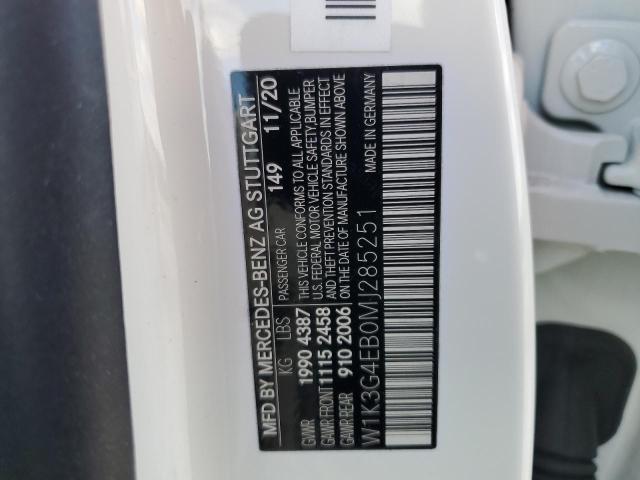 MFD BY MERCEDES-BENZ AG STUTTGART
KG LBS PASSENGER CAR 149 11/20
GVWR 1990 4387
GAWR FRONT 1115 2458
GAWR REAR 910 2006
THIS VEHICLE CONFORMS TO ALL APPLICABLE
U.S. FEDERAL MOTOR VEHICLE SAFETY, BUMPER
AND THEFT PREVENTION STANDARDS IN EFFECT
ON THE DATE OF MANUFACTURE SHOWN ABOVE
W1K3G4EB0MJ285251
MADE IN GERMANY